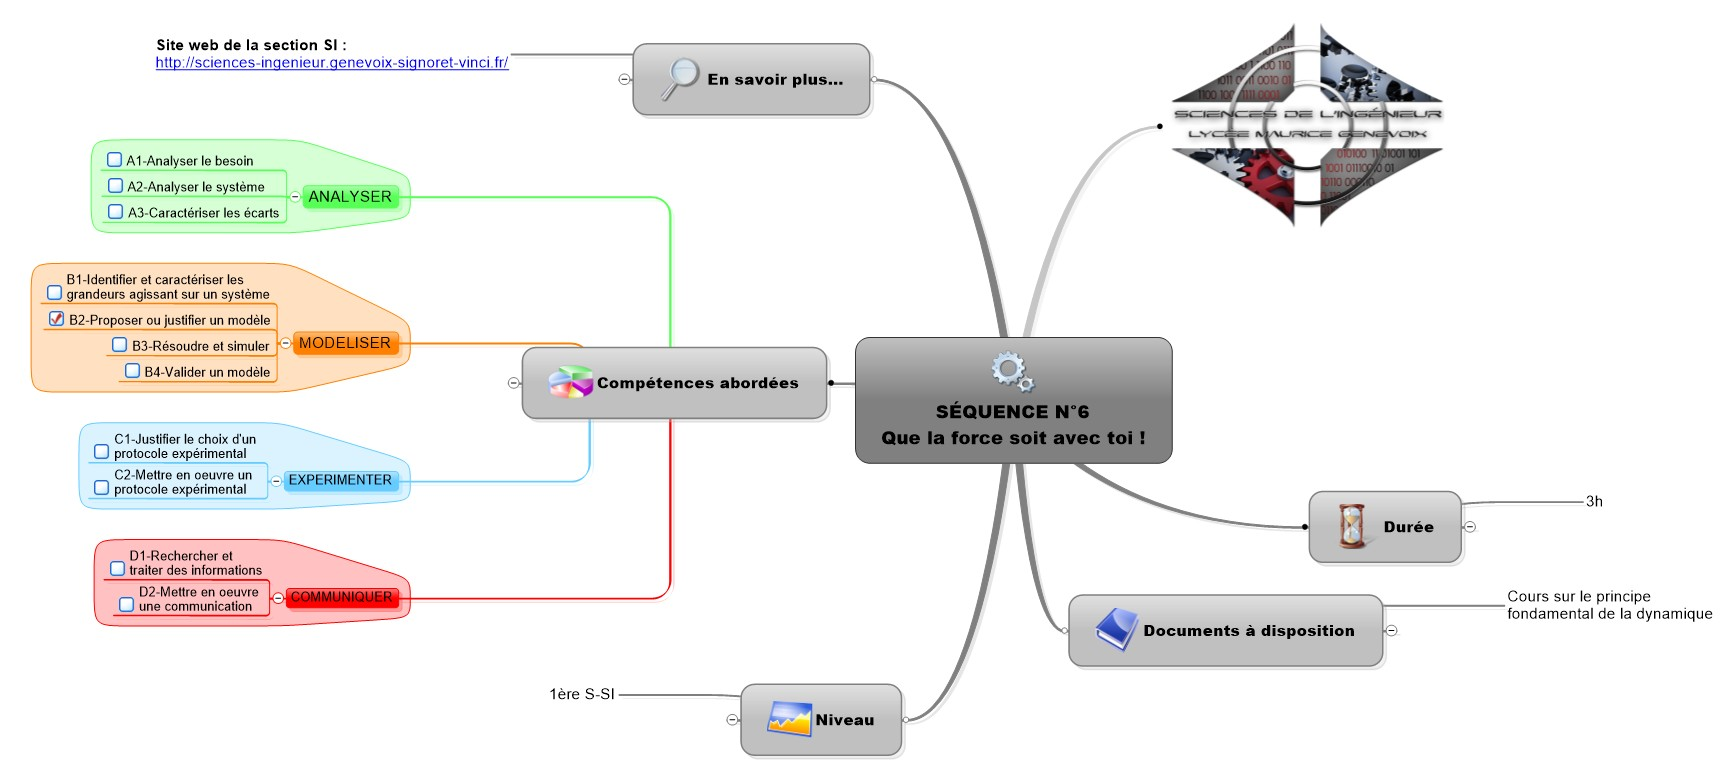 Site web de la section SI :
http://sciences-ingenieur.genevoix-signoret-vinci.fr/
En savoir plus...
SCIENCES DE L'INGÉNIEUR
LYCÉE MAURICE GENEVOIX
A1-Analyser le besoin
A2-Analyser le système
A3-Caractériser les écarts
ANALYSER
B1-Identifier et caractériser les
grandeurs agissant sur un système
B2-Proposer ou justifier un modèle
B3-Résoudre et simuler
B4-Valider un modèle
MODELISER
Compétences abordées
SÉQUENCE N°6
Que la force soit avec toi !
C1-Justifier le choix d'un
protocole expérimental
C2-Mettre en oeuvre un
protocole expérimental
EXPERIMENTER
D1-Rechercher et
traiter des informations
D2-Mettre en oeuvre
une communication
COMMUNIQUER
Durée
3h
Documents à disposition
Cours sur le principe
fondamental de la dynamique
1ère S-SI
Niveau